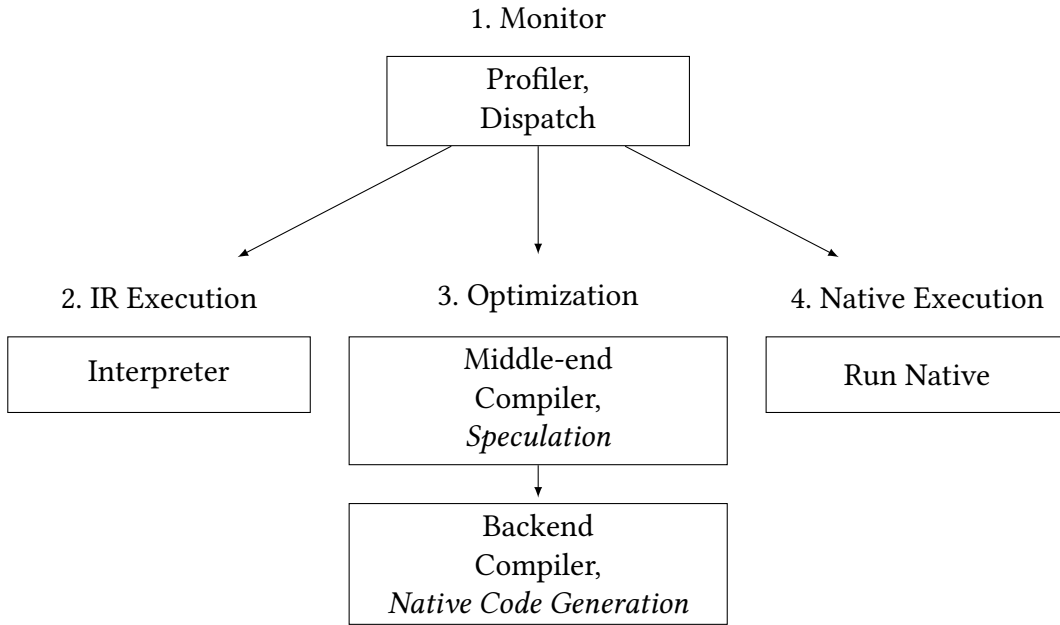 1. Monitor
Profiler,
Dispatch
2. IR Execution
Interpreter
3. Optimization
Middle-end
Compiler,
Speculation
Backend
Compiler,
Native Code Generation
4. Native Execution
Run Native